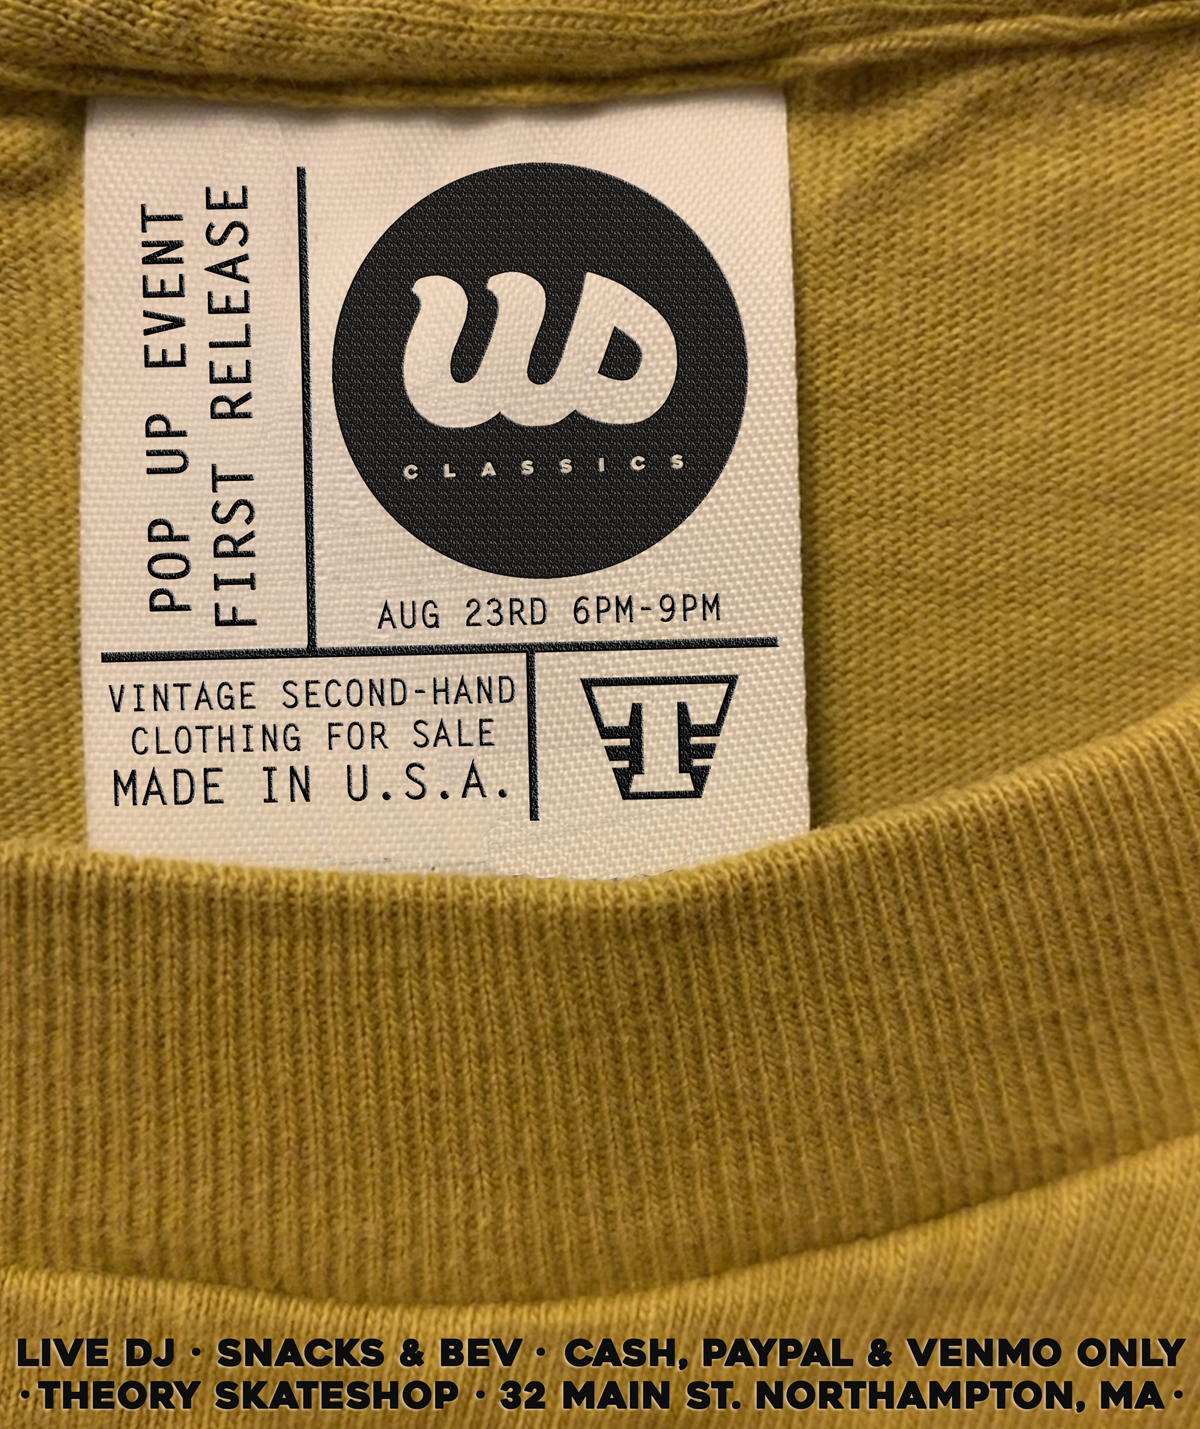 POP UP EVENT
FIRST RELEASE
CLASSICS
AUG 23RD 6PM-9PM
VINTAGE SECOND-HAND
CLOTHING FOR SALE
MADE IN U.S.A.
T
LIVE DJ · SNACKS & BEV · CASH, PAYPAL & VENMO ONLY
· THEORY SKATESHOP · 32 MAIN ST. NORTHAMPTON, MA ·